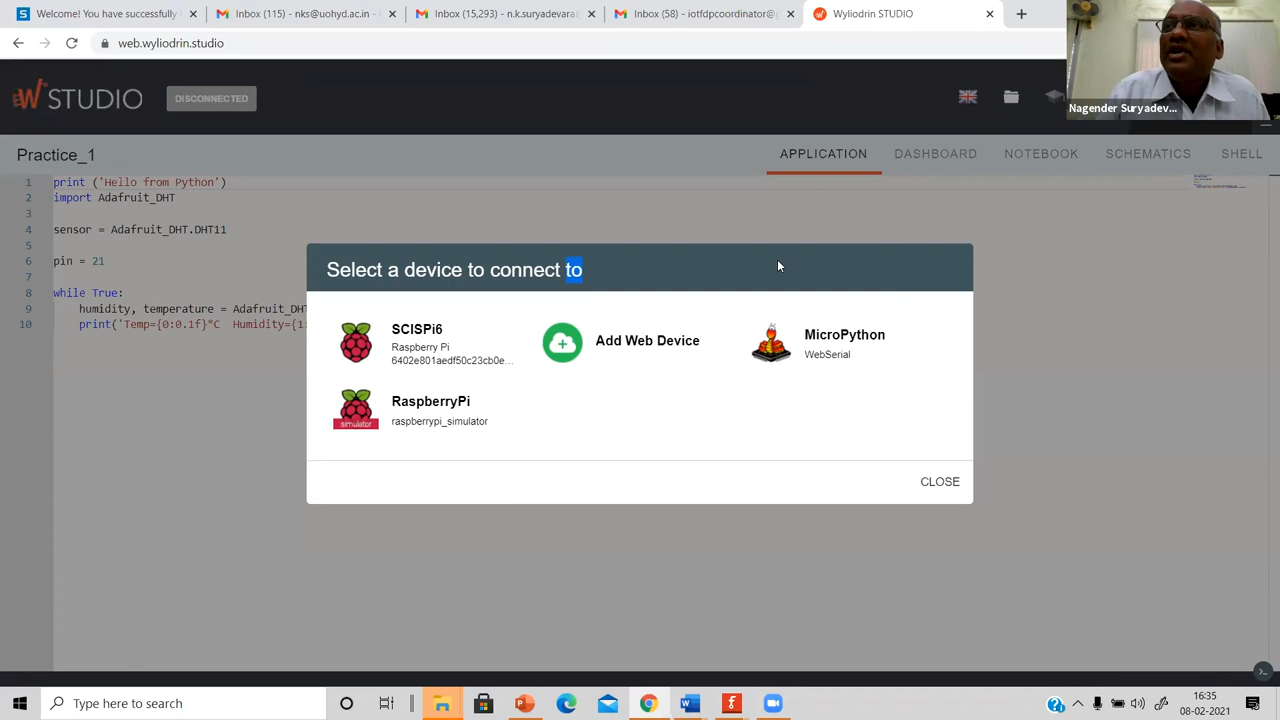 Welcome! You have successfully
Inbox (115) - nks@uohyd.ac.in
Inbox (15,293) - n.k.suryadevara@
Inbox (58) - iotfdpcoordinator@g
Wyliodrin STUDIO
web.wyliodrin.studio
STUDIO
DISCONNECTED
Nagender Suryadev...
Practice_1
APPLICATION
DASHBOARD
NOTEBOOK
SCHEMATICS
SHELL
1 print ('Hello from Python')
2 import Adafruit_DHT
3
4 sensor = Adafruit_DHT.DHT11
5
6 pin = 21
7
8 while True:
9 humidity, temperature = Adafruit_DHT
10 print('Temp={0:0.1f}*C Humidity={1:
Select a device to connect to
SCISPi6
Raspberry Pi
6402e801aedf50c23cb0e...
Add Web Device
MicroPython
WebSerial
RaspberryPi
raspberrypi_simulator
simulator
CLOSE
Type here to search
16:35
08-02-2021